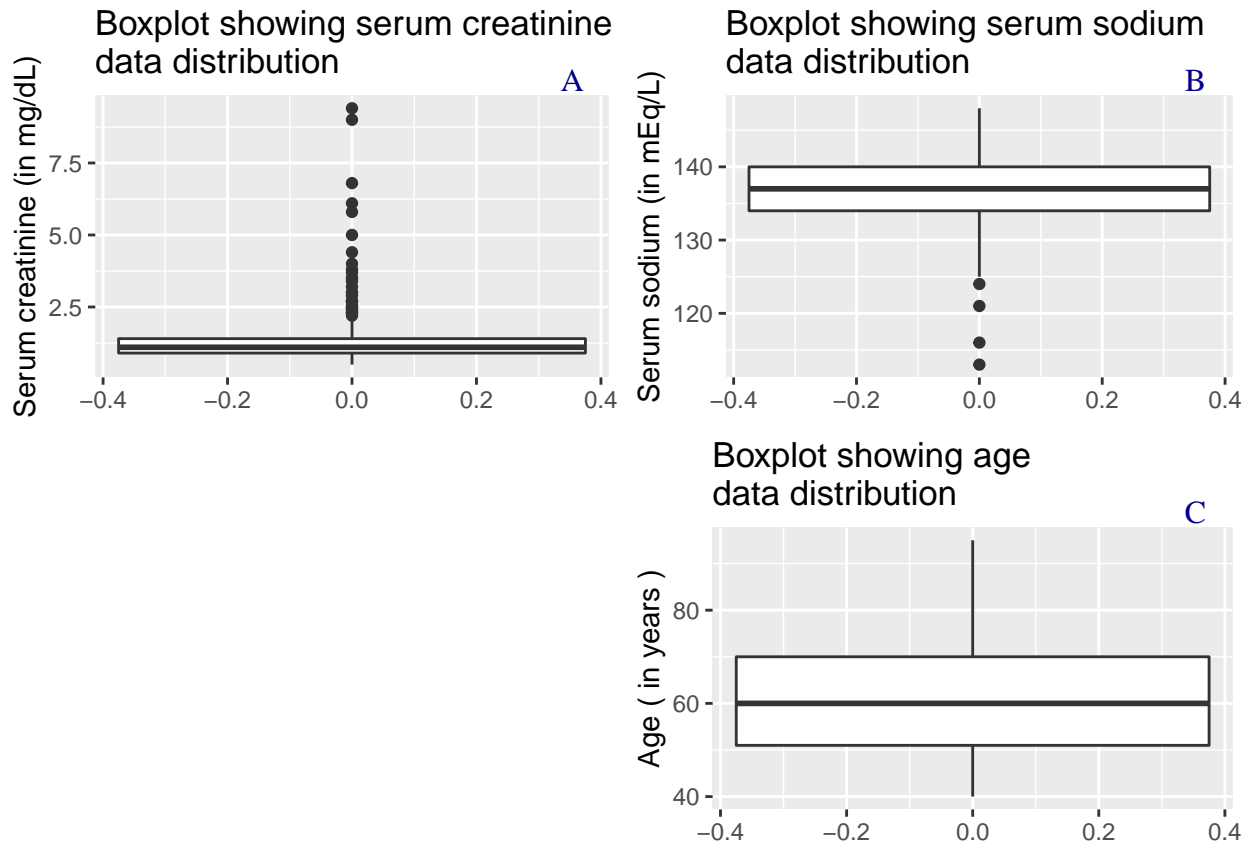 Boxplot showing serum creatinine
data distribution
A
Serum creatinine (in mg/dL)
7.5
5.0
2.5
−0.4 −0.2 0.0 0.2 0.4
Boxplot showing serum sodium
data distribution
B
Serum sodium (in mEq/L)
140
130
120
−0.4 −0.2 0.0 0.2 0.4
Boxplot showing age
data distribution
C
Age ( in years )
80
60
40
−0.4 −0.2 0.0 0.2 0.4